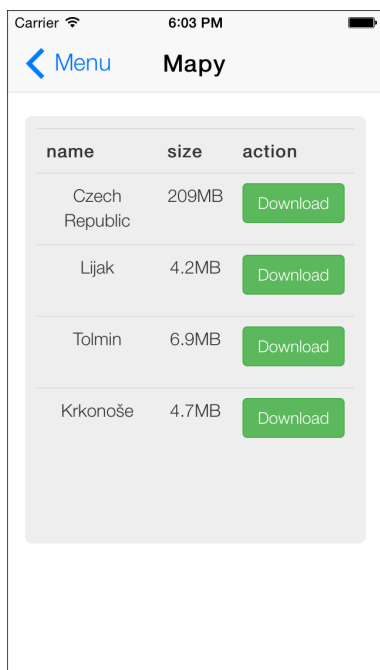 Carrier 6:03 PM
Menu Mapy
name size action
Czech Republic 209MB Download
Lijak 4.2MB Download
Tolmin 6.9MB Download
Krkonoše 4.7MB Download